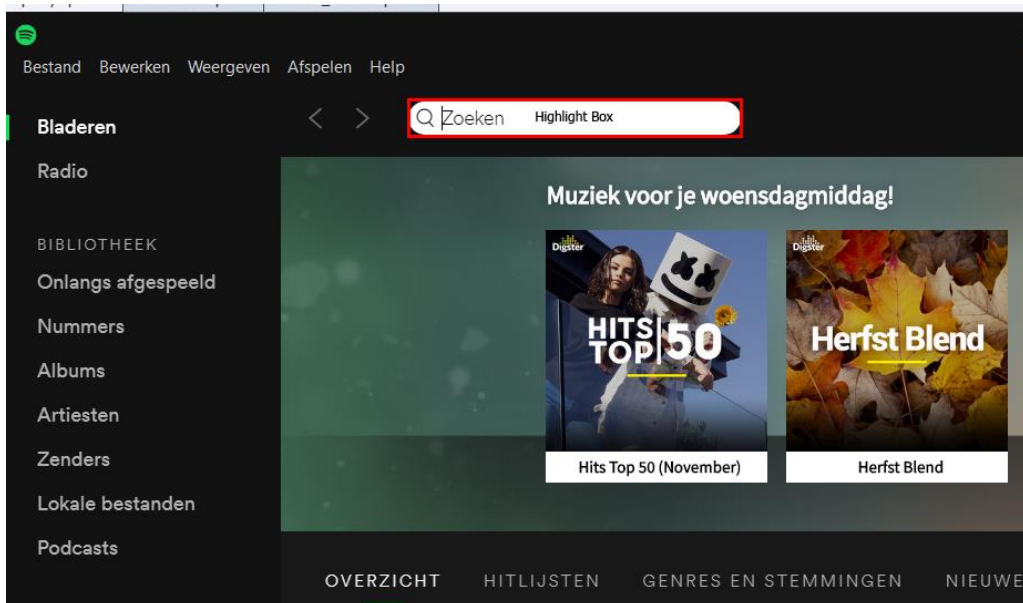 Bestand Bewerken Weergeven Afspelen Help
Bladeren
Radio
BIBLIOTHEEK
Onlangs afgespeeld
Nummers
Albums
Artiesten
Zenders
Lokale bestanden
Podcasts
Zoeken Highlight Box
Muziek voor je woensdagmiddag!
Digster
HITS
TOP 50
Hits Top 50 (November)
Digster
Herfst Blend
Herfst Blend
OVERZICHT HITLIJSTEN GENRES EN STEMMINGEN NIEUWE